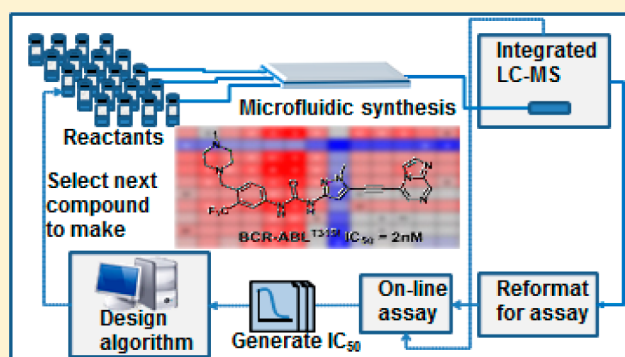 Integrated
LC-MS
Microfluidic synthesis
Reactants
Select next
compound
to make
BCR-ABL^T315I IC₅₀ = 2nM
On-line
assay
Reformat
for assay
Design
algorithm
Generate IC₅₀